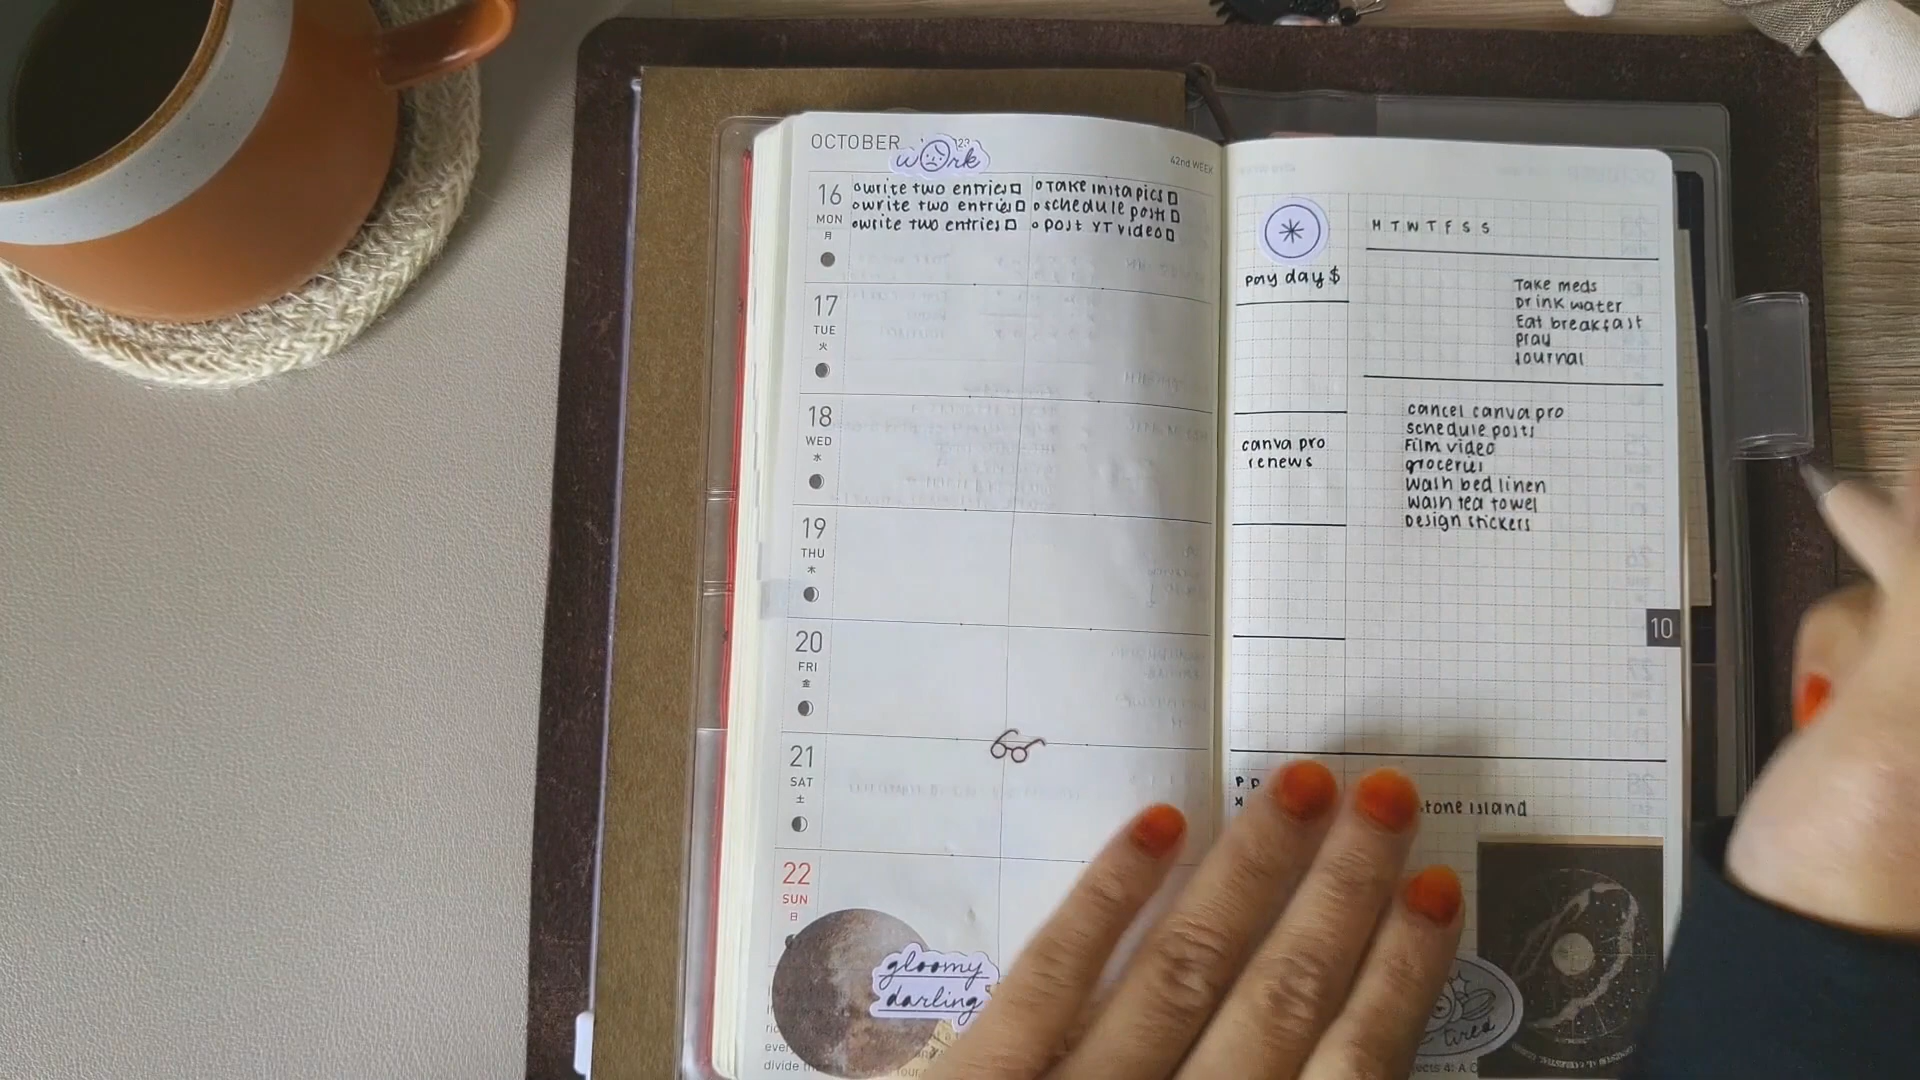 OCTOBER
work
42nd WEEK
16
MON
月
write two entries
write two entries
write two entries
Take insta pics
schedule posts
post YT video
17
TUE
火
18
WED
水
19
THU
木
20
FRI
金
21
SAT
土
22
SUN
日
gloomy
darling
pay day $
canva pro
renews
M T W T F S S
Take meds
Drink water
Eat breakfast
Pray
Journal
cancel canva pro
schedule posts
Film video
groceries
wash bed linen
wash tea towel
Design stickers
10
tone island
tired